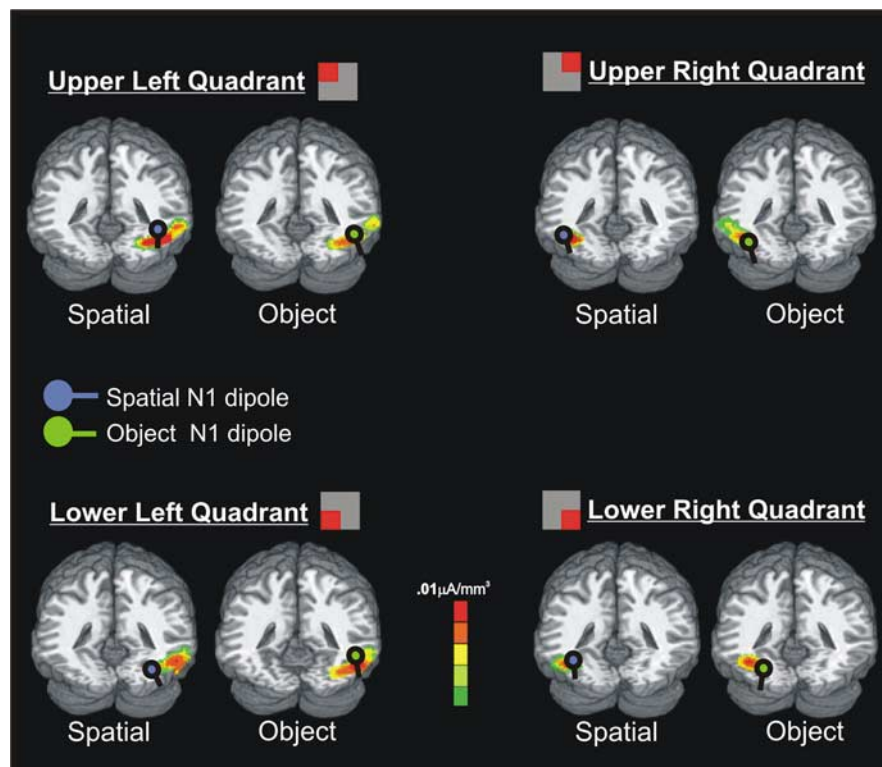 Upper Left Quadrant
Upper Right Quadrant
Spatial
Object
Spatial
Object
Spatial N1 dipole
Object N1 dipole
Lower Left Quadrant
Lower Right Quadrant
.01µA/mm³
Spatial
Object
Spatial
Object